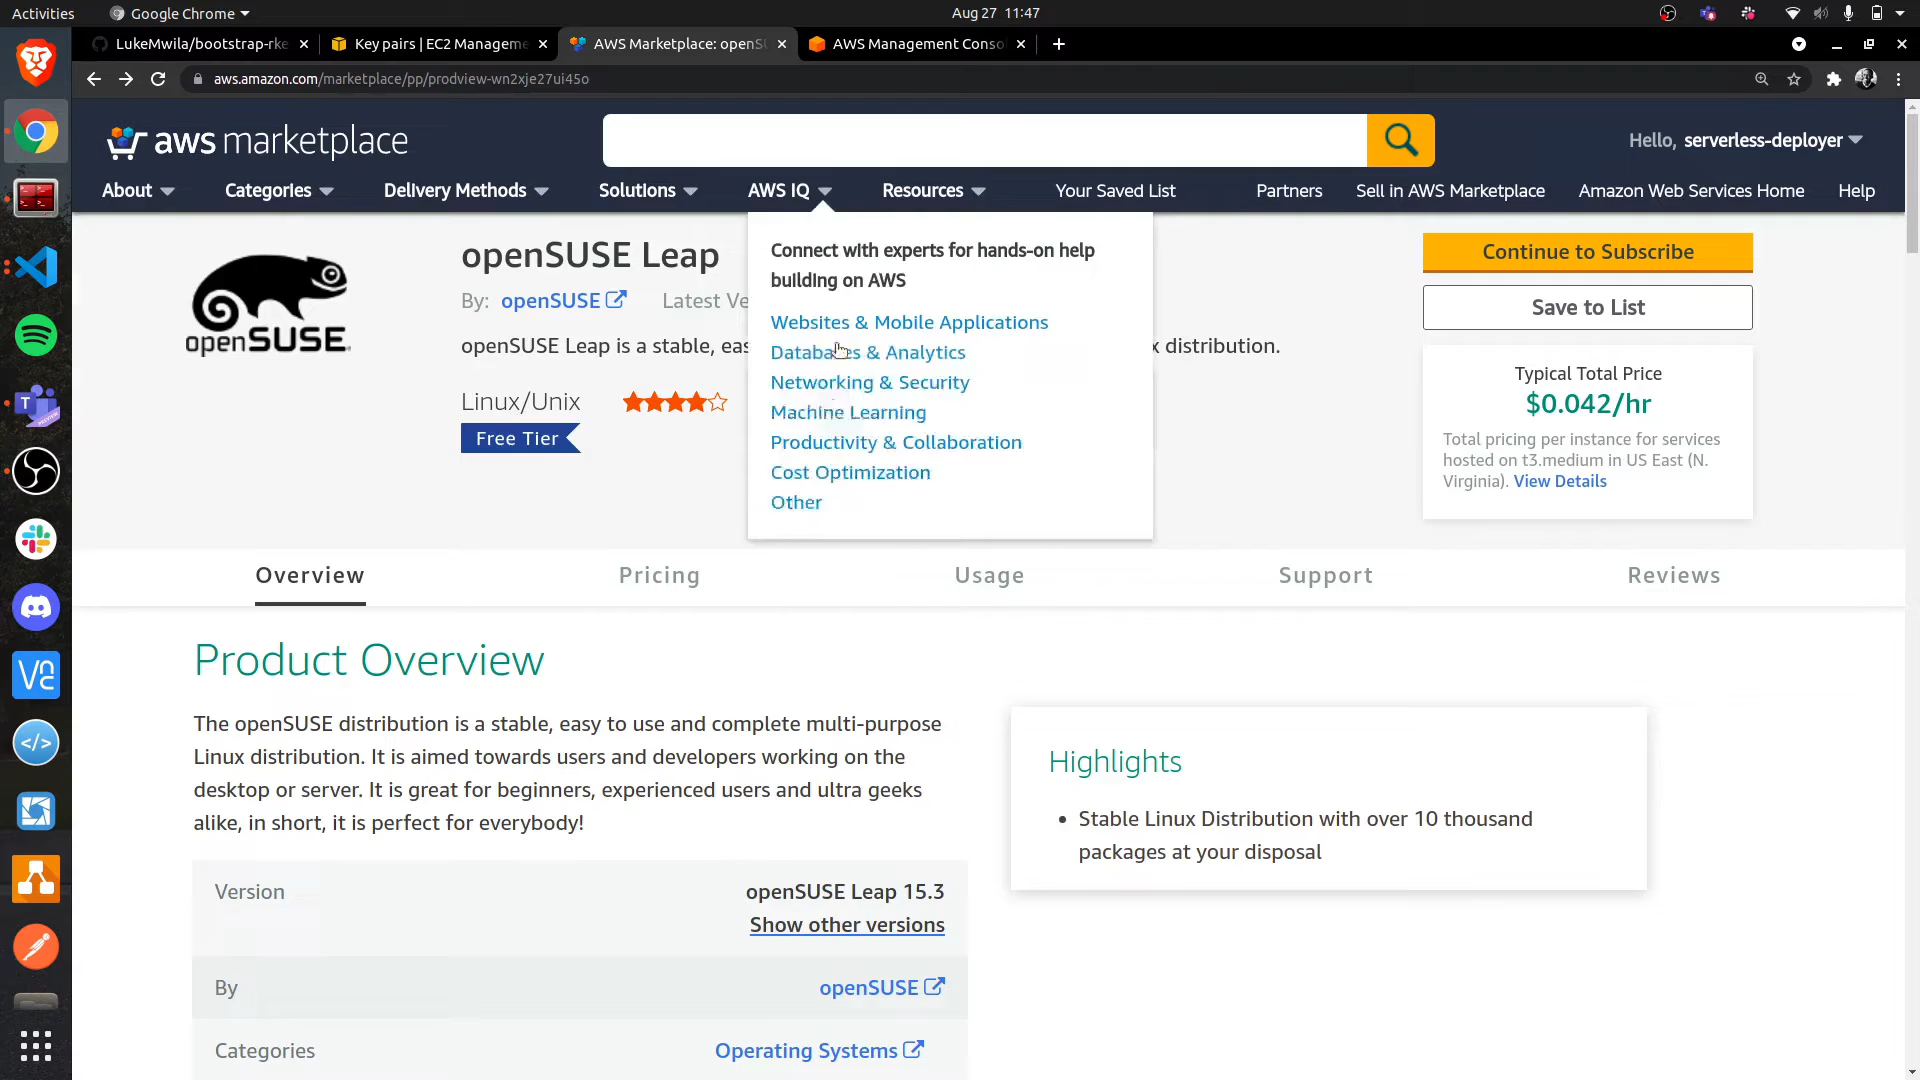 Activities
Google Chrome
Aug 27 11:47
LukeMwila/bootstrap-rke
Key pairs | EC2 Manageme
AWS Marketplace: openSU
AWS Management Conso
aws.amazon.com/marketplace/pp/prodview-wn2xje27ui45o
aws marketplace
Hello, serverless-deployer
About
Categories
Delivery Methods
Solutions
AWS IQ
Resources
Your Saved List
Partners
Sell in AWS Marketplace
Amazon Web Services Home
Help
openSUSE
openSUSE Leap
By: openSUSE
Latest Ve
openSUSE Leap is a stable, eas
x distribution.
Linux/Unix
Free Tier
Connect with experts for hands-on help
building on AWS
Websites & Mobile Applications
Databases & Analytics
Networking & Security
Machine Learning
Productivity & Collaboration
Cost Optimization
Other
Continue to Subscribe
Save to List
Typical Total Price
$0.042/hr
Total pricing per instance for services
hosted on t3.medium in US East (N.
Virginia). View Details
Overview
Pricing
Usage
Support
Reviews
Product Overview
The openSUSE distribution is a stable, easy to use and complete multi-purpose
Linux distribution. It is aimed towards users and developers working on the
desktop or server. It is great for beginners, experienced users and ultra geeks
alike, in short, it is perfect for everybody!
Version
openSUSE Leap 15.3
Show other versions
By
openSUSE
Categories
Operating Systems
Highlights
• Stable Linux Distribution with over 10 thousand
packages at your disposal